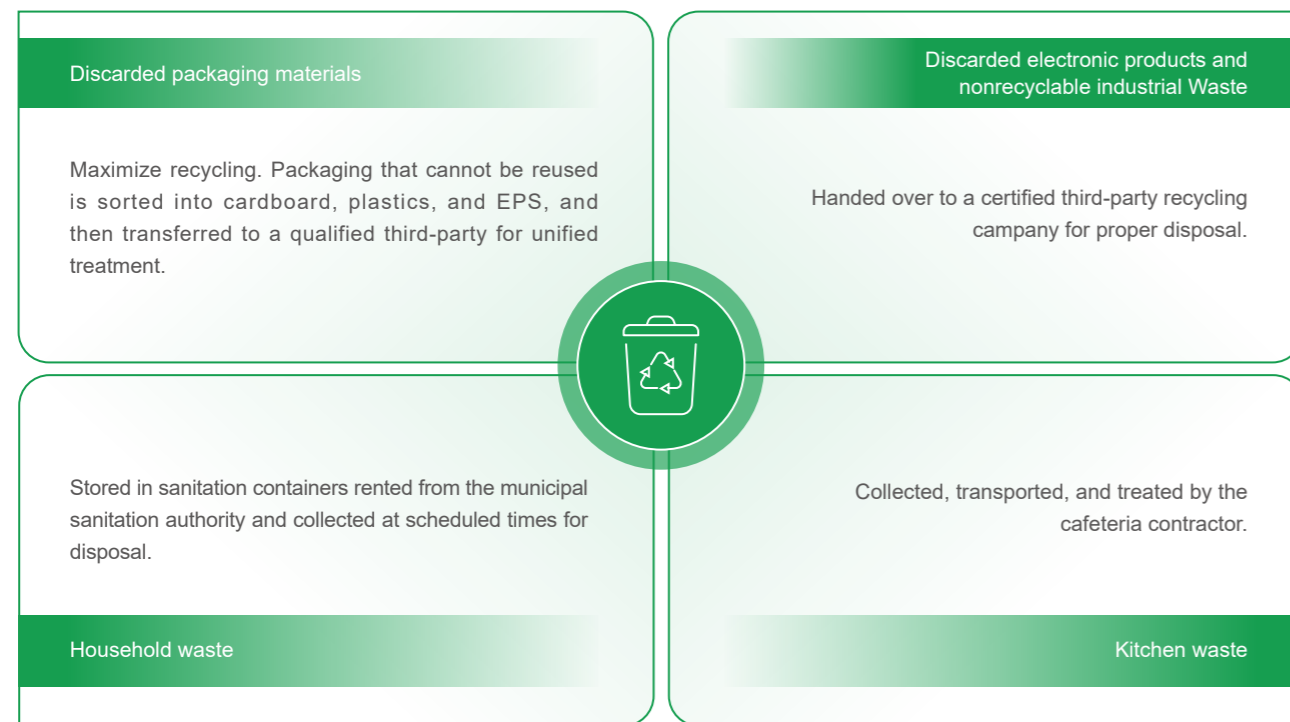 Discarded packaging materials
Maximize recycling. Packaging that cannot be reused
is sorted into cardboard, plastics, and EPS, and
then transferred to a qualified third-party for unified
treatment.
Discarded electronic products and
nonrecyclable industrial Waste
Handed over to a certified third-party recycling
campany for proper disposal.
Stored in sanitation containers rented from the municipal
sanitation authority and collected at scheduled times for
disposal.
Household waste
Collected, transported, and treated by the
cafeteria contractor.
Kitchen waste